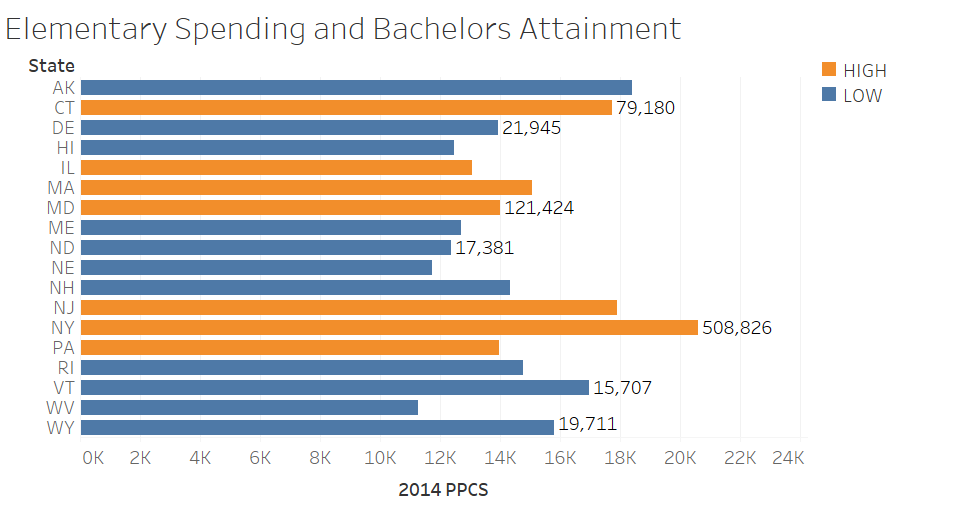 Elementary Spending and Bachelors Attainment
State
HIGH
LOW
AK
CT 79,180
DE 21,945
HI
IL
MA
MD 121,424
ME
ND 17,381
NE
NH
NJ
NY 508,826
PA
RI
VT 15,707
WV
WY 19,711
0K 2K 4K 6K 8K 10K 12K 14K 16K 18K 20K 22K 24K
2014 PPCS